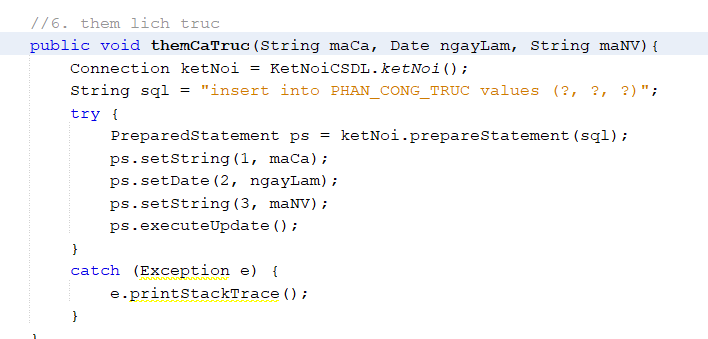 //6. them lich truc
public void themCaTruc(String maCa, Date ngayLam, String maNV){
Connection ketNoi = KetNoiCSDL.ketNoi();
String sql = "insert into PHAN_CONG_TRUC values (?, ?, ?)";
try {
PreparedStatement ps = ketNoi.prepareStatement(sql);
ps.setString(1, maCa);
ps.setDate(2, ngayLam);
ps.setString(3, maNV);
ps.executeUpdate();
}
catch (Exception e) {
e.printStackTrace();
}
}